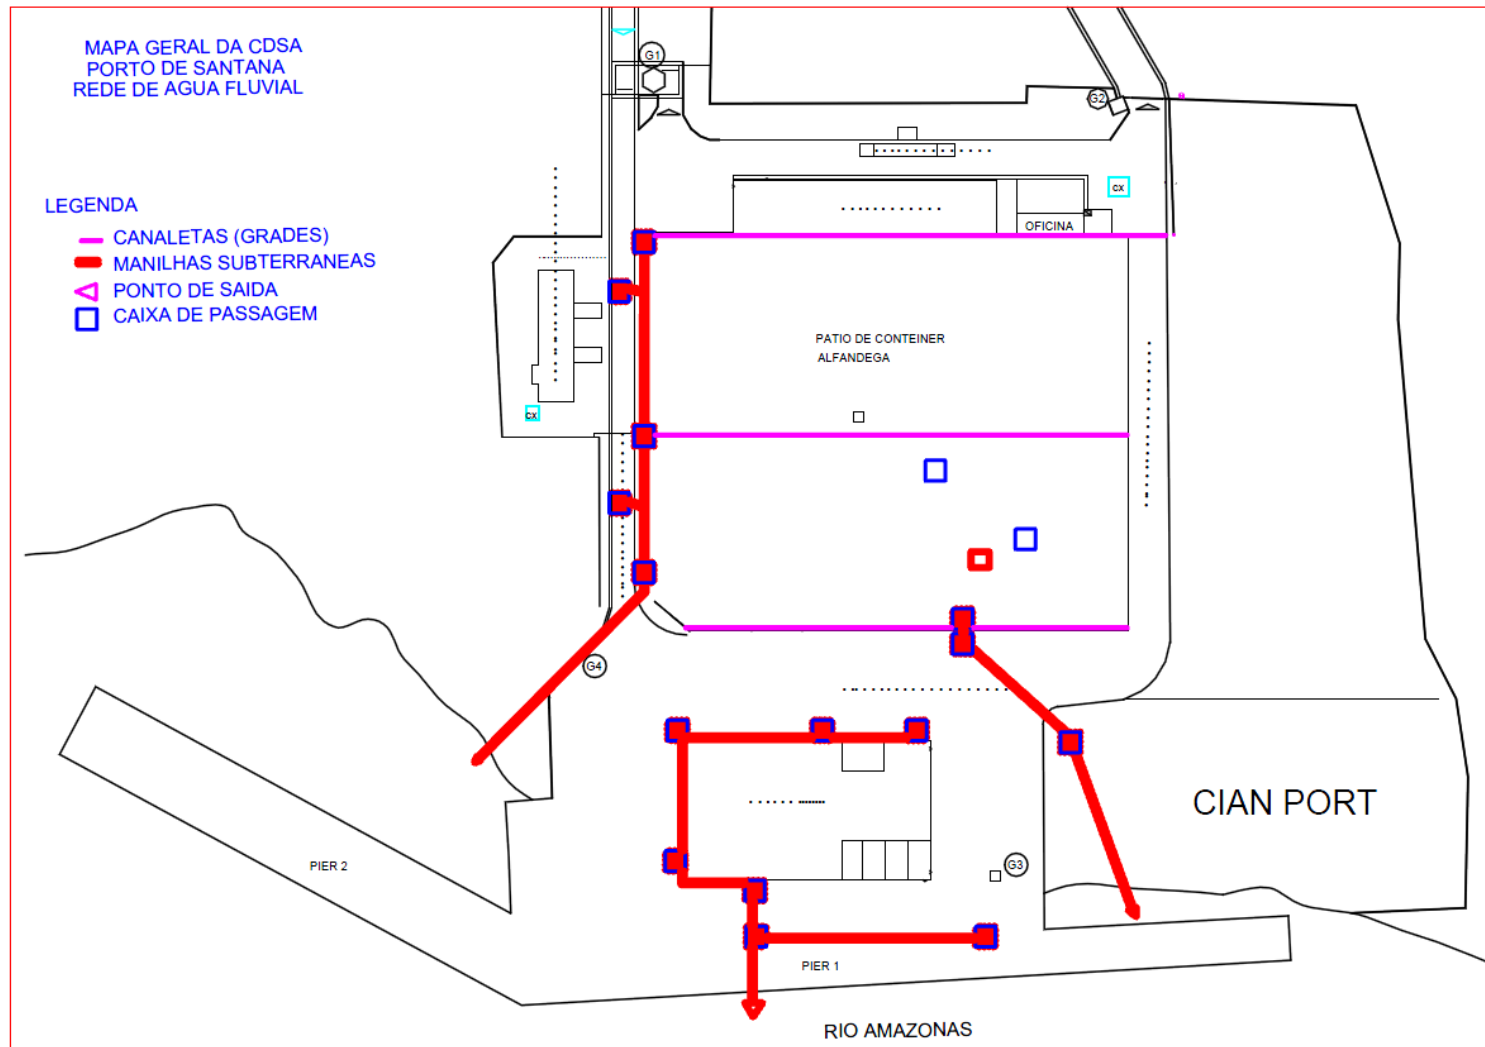 MAPA GERAL DA CDSA
PORTO DE SANTANA
REDE DE AGUA FLUVIAL
G1
G2
LEGENDA
CANALETAS (GRADES)
MANILHAS SUBTERRANEAS
PONTO DE SAIDA
CAIXA DE PASSAGEM
cx
OFICINA
PATIO DE CONTEINER
ALFANDEGA
cx
G4
CIAN PORT
PIER 2
G3
PIER 1
RIO AMAZONAS